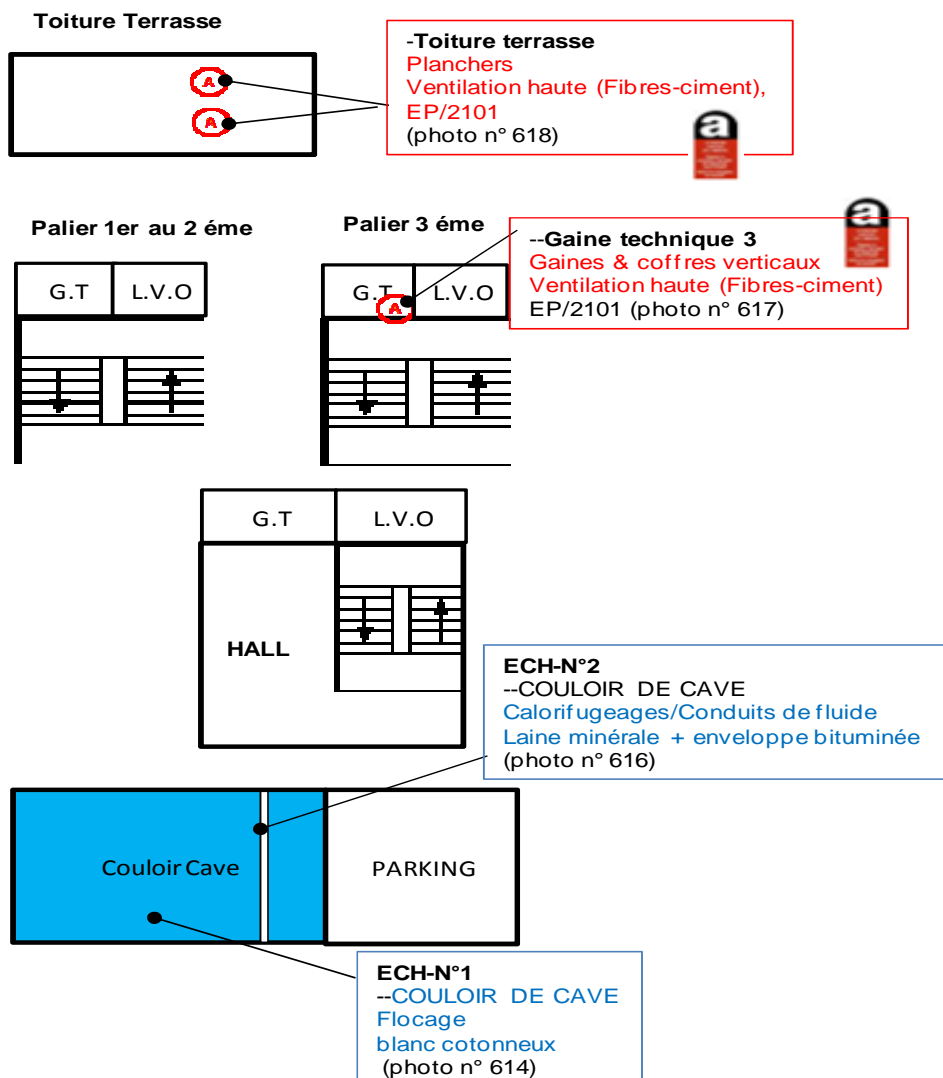 Toiture Terrasse
-Toiture terrasse
Planchers
Ventilation haute (Fibres-ciment),
EP/2101
(photo n° 618)
A
A
a
Palier 1er au 2 éme
Palier 3 éme
--Gaine technique 3
Gaines & coffres verticaux
Ventilation haute (Fibres-ciment)
EP/2101 (photo n° 617)
a
G.T
L.V.O
G.T
L.V.O
A
G.T
L.V.O
HALL
ECH-N°2
--COULOIR DE CAVE
Calorifugeages/Conduits de fluide
Laine minérale + enveloppe bituminée
(photo n° 616)
Couloir Cave
PARKING
ECH-N°1
--COULOIR DE CAVE
Flocage
blanc cotonneux
(photo n° 614)